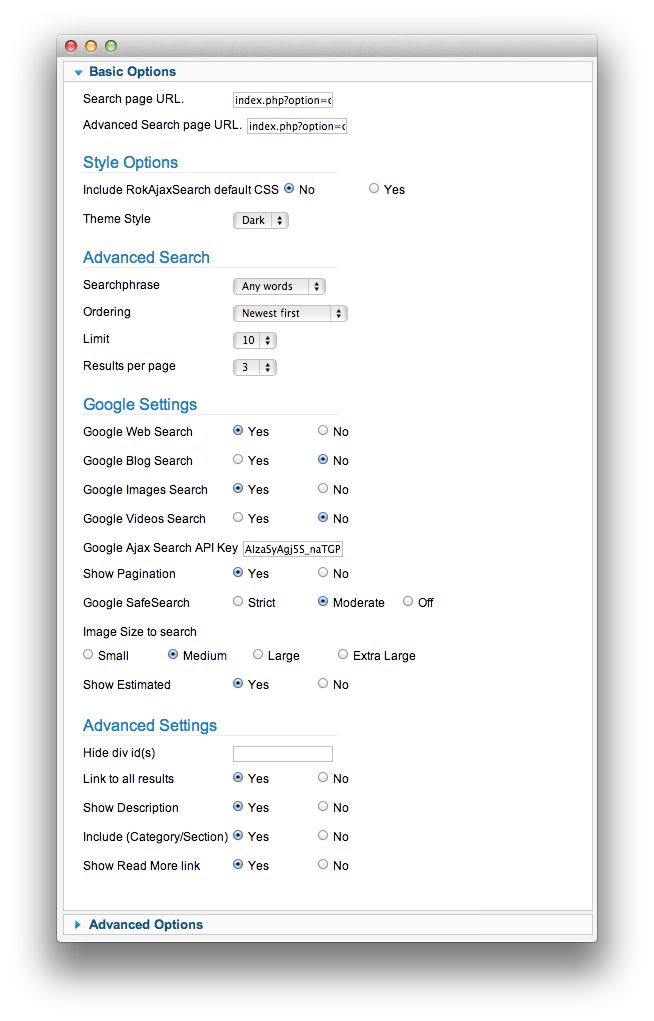 Basic Options
Search page URL. index.php?option=c
Advanced Search page URL. index.php?option=c
Style Options
Include RokAjaxSearch default CSS No Yes
Theme Style Dark
Advanced Search
Searchphrase Any words
Ordering Newest first
Limit 10
Results per page 3
Google Settings
Google Web Search Yes No
Google Blog Search Yes No
Google Images Search Yes No
Google Videos Search Yes No
Google Ajax Search API Key AIzaSyAgj5S_naTGP
Show Pagination Yes No
Google SafeSearch Strict Moderate Off
Image Size to search
Small Medium Large Extra Large
Show Estimated Yes No
Advanced Settings
Hide div id(s)
Link to all results Yes No
Show Description Yes No
Include (Category/Section) Yes No
Show Read More link Yes No
Advanced Options